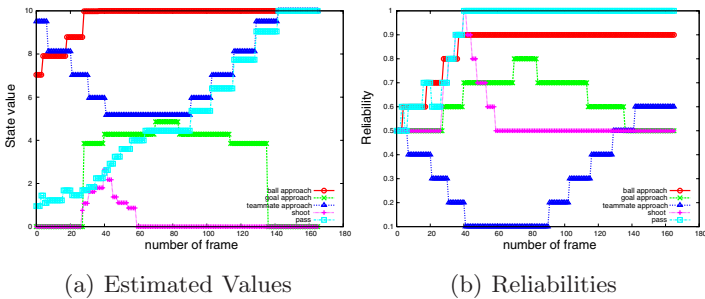 10
8
6
4
2
0
State value
0 20 40 60 80 100 120 140 160 180
number of frame
ball approach
goal approach
teammate approach
shoot
pass
(a) Estimated Values
1
0.9
0.8
0.7
0.6
0.5
0.4
0.3
0.2
0.1
Reliability
0 20 40 60 80 100 120 140 160 180
number of frame
ball approach
goal approach
teammate approach
shoot
pass
(b) Reliabilities